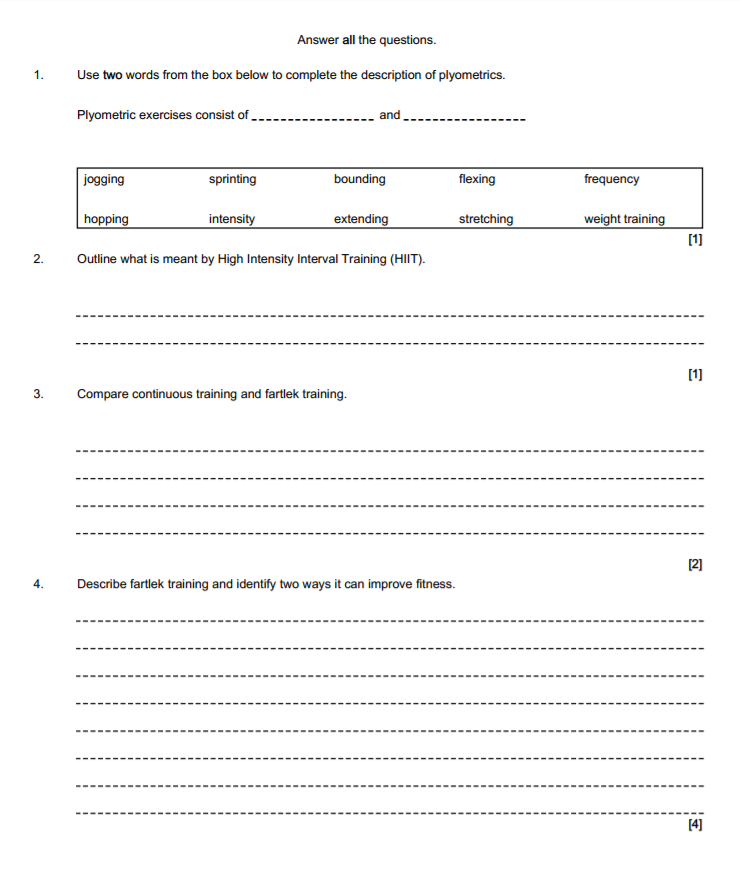 Answer all the questions.
1. Use two words from the box below to complete the description of plyometrics.
Plyometric exercises consist of _________________ and _________________
jogging sprinting bounding flexing frequency
hopping intensity extending stretching weight training
[1]
2. Outline what is meant by High Intensity Interval Training (HIIT).
[1]
3. Compare continuous training and fartlek training.
[2]
4. Describe fartlek training and identify two ways it can improve fitness.
[4]